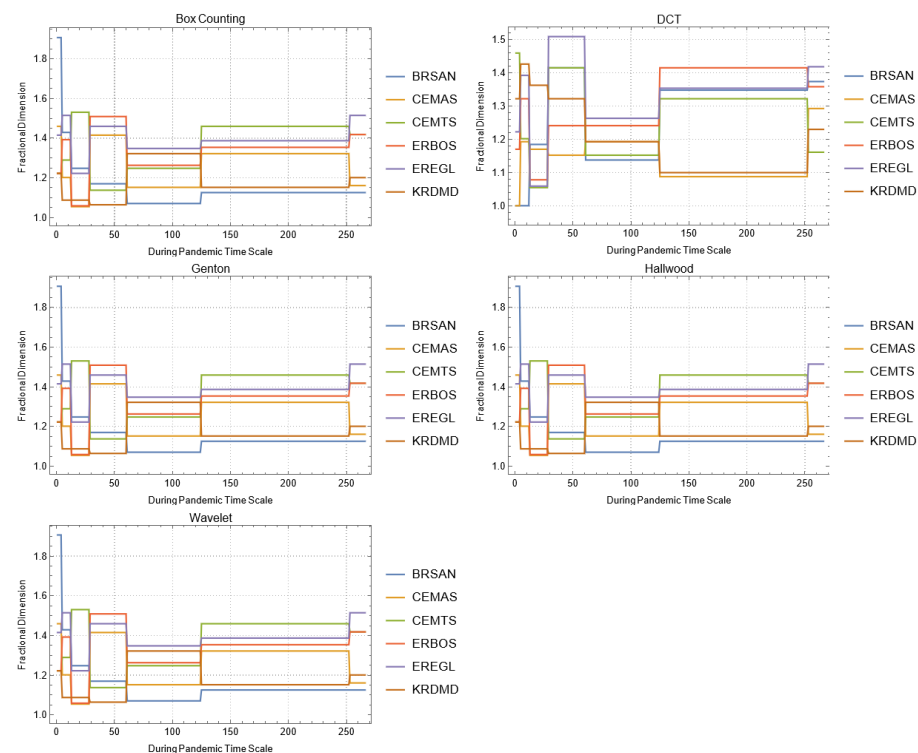 Box Counting
Fractional Dimension
1.8
1.6
1.4
1.2
1.0
0
50
100
150
200
250
During Pandemic Time Scale
BRSAN
CEMAS
CEMTS
ERBOS
EREGL
KRDMD
DCT
Fractional Dimension
1.5
1.4
1.3
1.2
1.1
1.0
0
50
100
150
200
250
During Pandemic Time Scale
BRSAN
CEMAS
CEMTS
ERBOS
EREGL
KRDMD
Genton
Fractional Dimension
1.8
1.6
1.4
1.2
1.0
0
50
100
150
200
250
During Pandemic Time Scale
BRSAN
CEMAS
CEMTS
ERBOS
EREGL
KRDMD
Hallwood
Fractional Dimension
1.8
1.6
1.4
1.2
1.0
0
50
100
150
200
250
During Pandemic Time Scale
BRSAN
CEMAS
CEMTS
ERBOS
EREGL
KRDMD
Wavelet
Fractional Dimension
1.8
1.6
1.4
1.2
1.0
0
50
100
150
200
250
During Pandemic Time Scale
BRSAN
CEMAS
CEMTS
ERBOS
EREGL
KRDMD